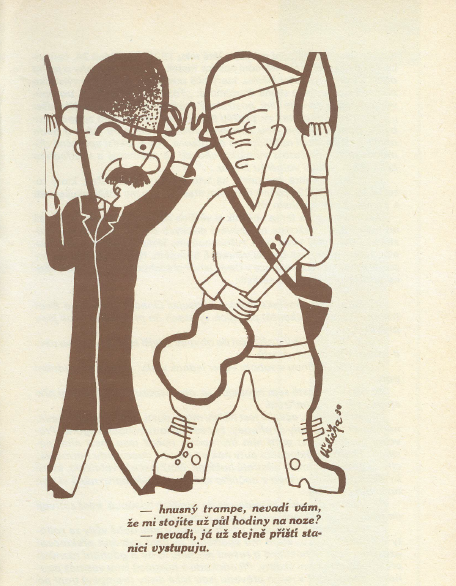 — hnusný trampe, nevadí vám,
že mi stojíte už půl hodiny na noze?
— nevadí, já už stejně příští sta-
nici vystupuju.